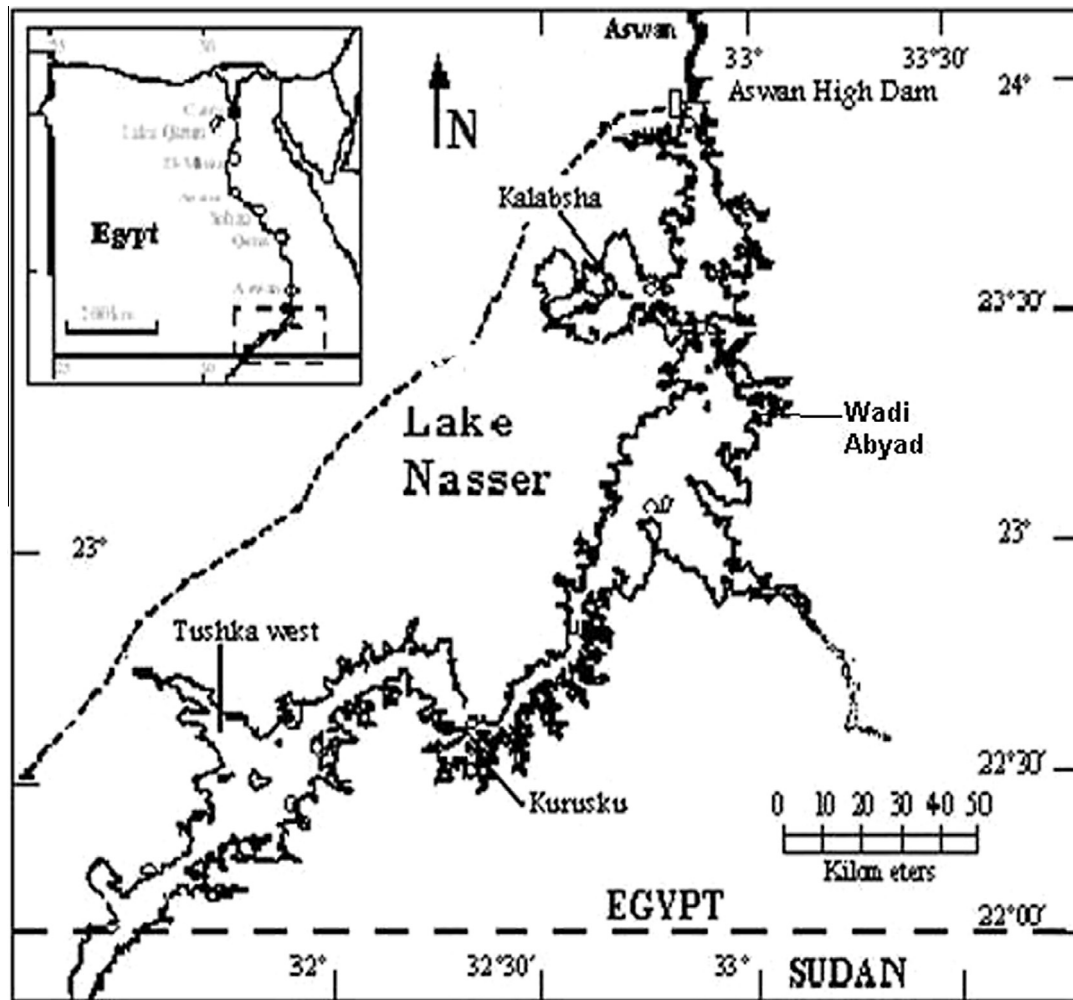 Aswan
33°
33°30′
Aswan High Dam
24°
N
Kalabsha
23°30′
Lake
Nasser
Wadi
Abyad
23°
23°
Tushka west
22°30′
Kurusku
0 10 20 30 40 50
Kilom eters
EGYPT
22°00′
32°
32°30′
33°
SUDAN
30
Lake Qarun
Qena
Egypt
Aswan